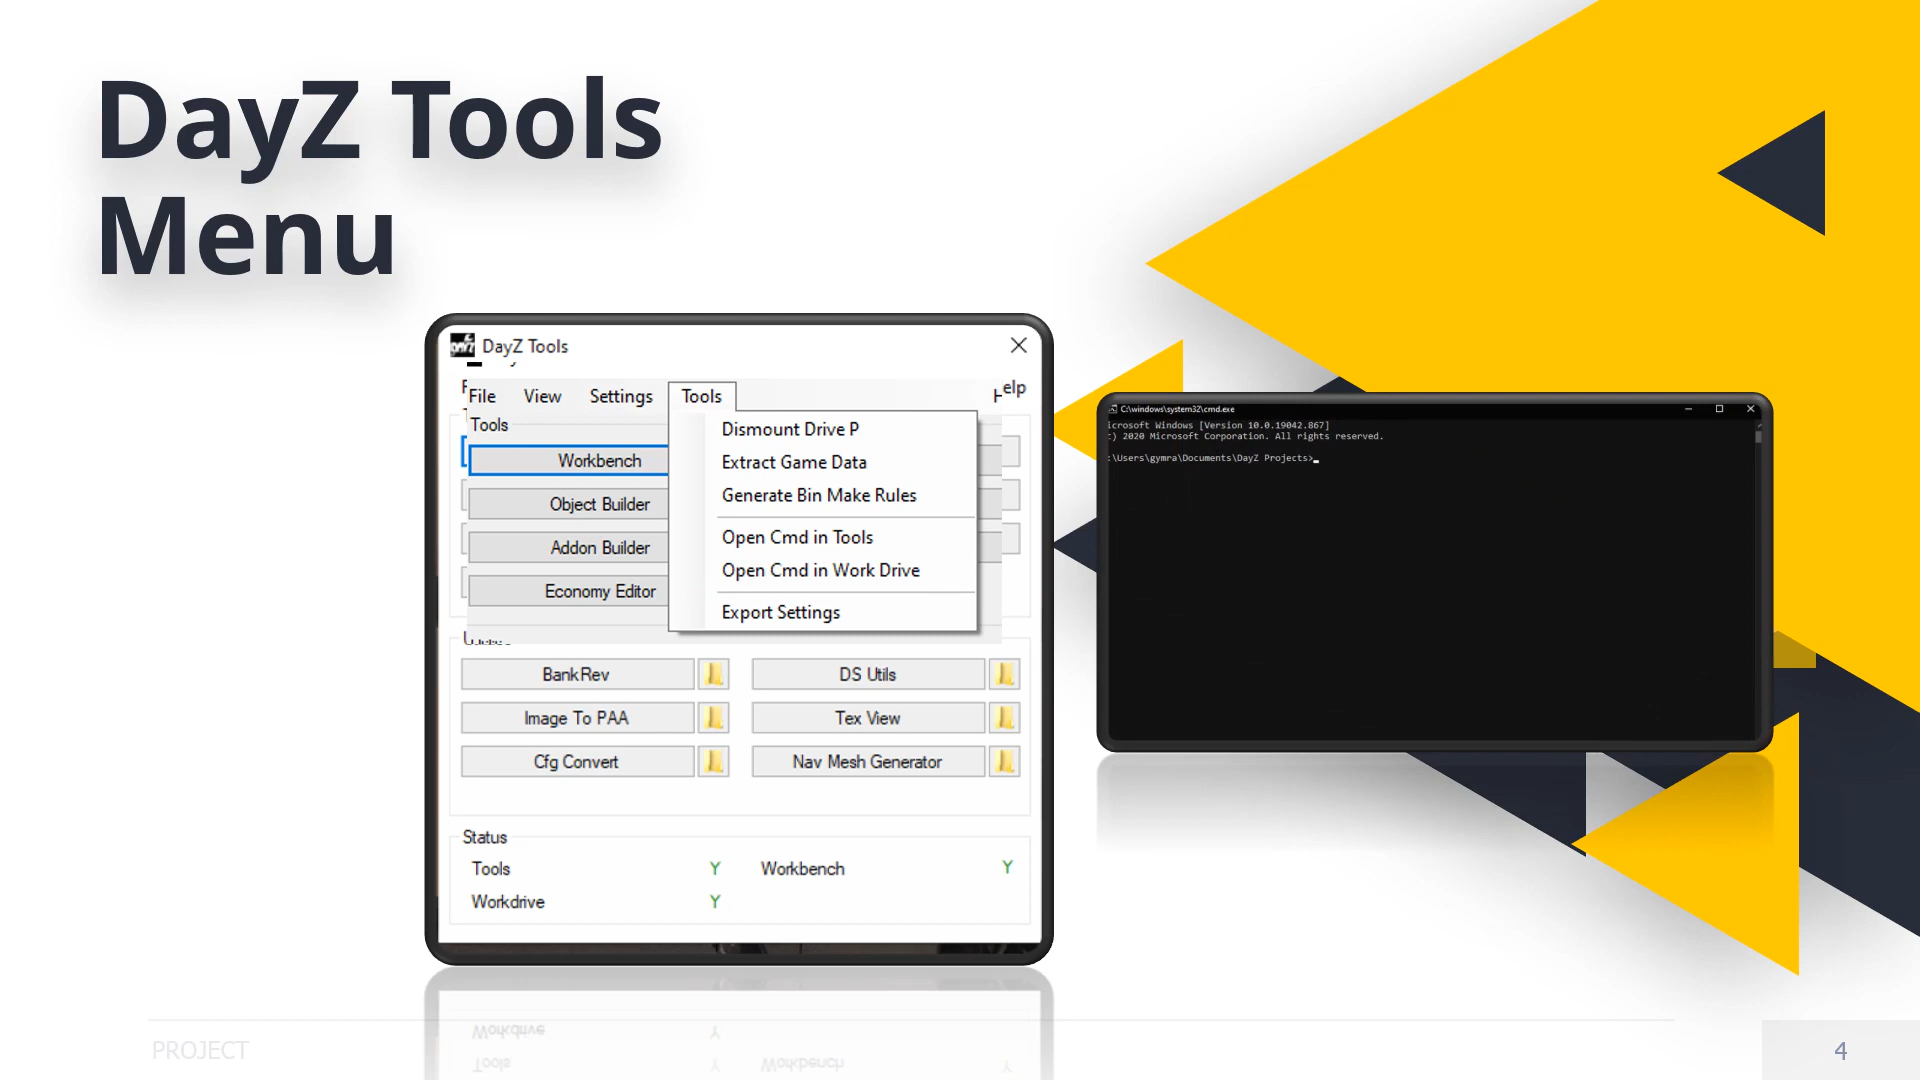 DayZ Tools
Menu
DayZ Tools
File View Settings Tools Help
Tools
Workbench
Object Builder
Addon Builder
Economy Editor
Dismount Drive P
Extract Game Data
Generate Bin Make Rules
Open Cmd in Tools
Open Cmd in Work Drive
Export Settings
BankRev DS Utils
Image To PAA Tex View
Cfg Convert Nav Mesh Generator
Status
Tools Y Workbench Y
Workdrive Y
C:\windows\system32\cmd.exe
icrosoft Windows [Version 10.0.19042.867]
c) 2020 Microsoft Corporation. All rights reserved.
:\Users\gymra\Documents\DayZ Projects>
PROJECT
4